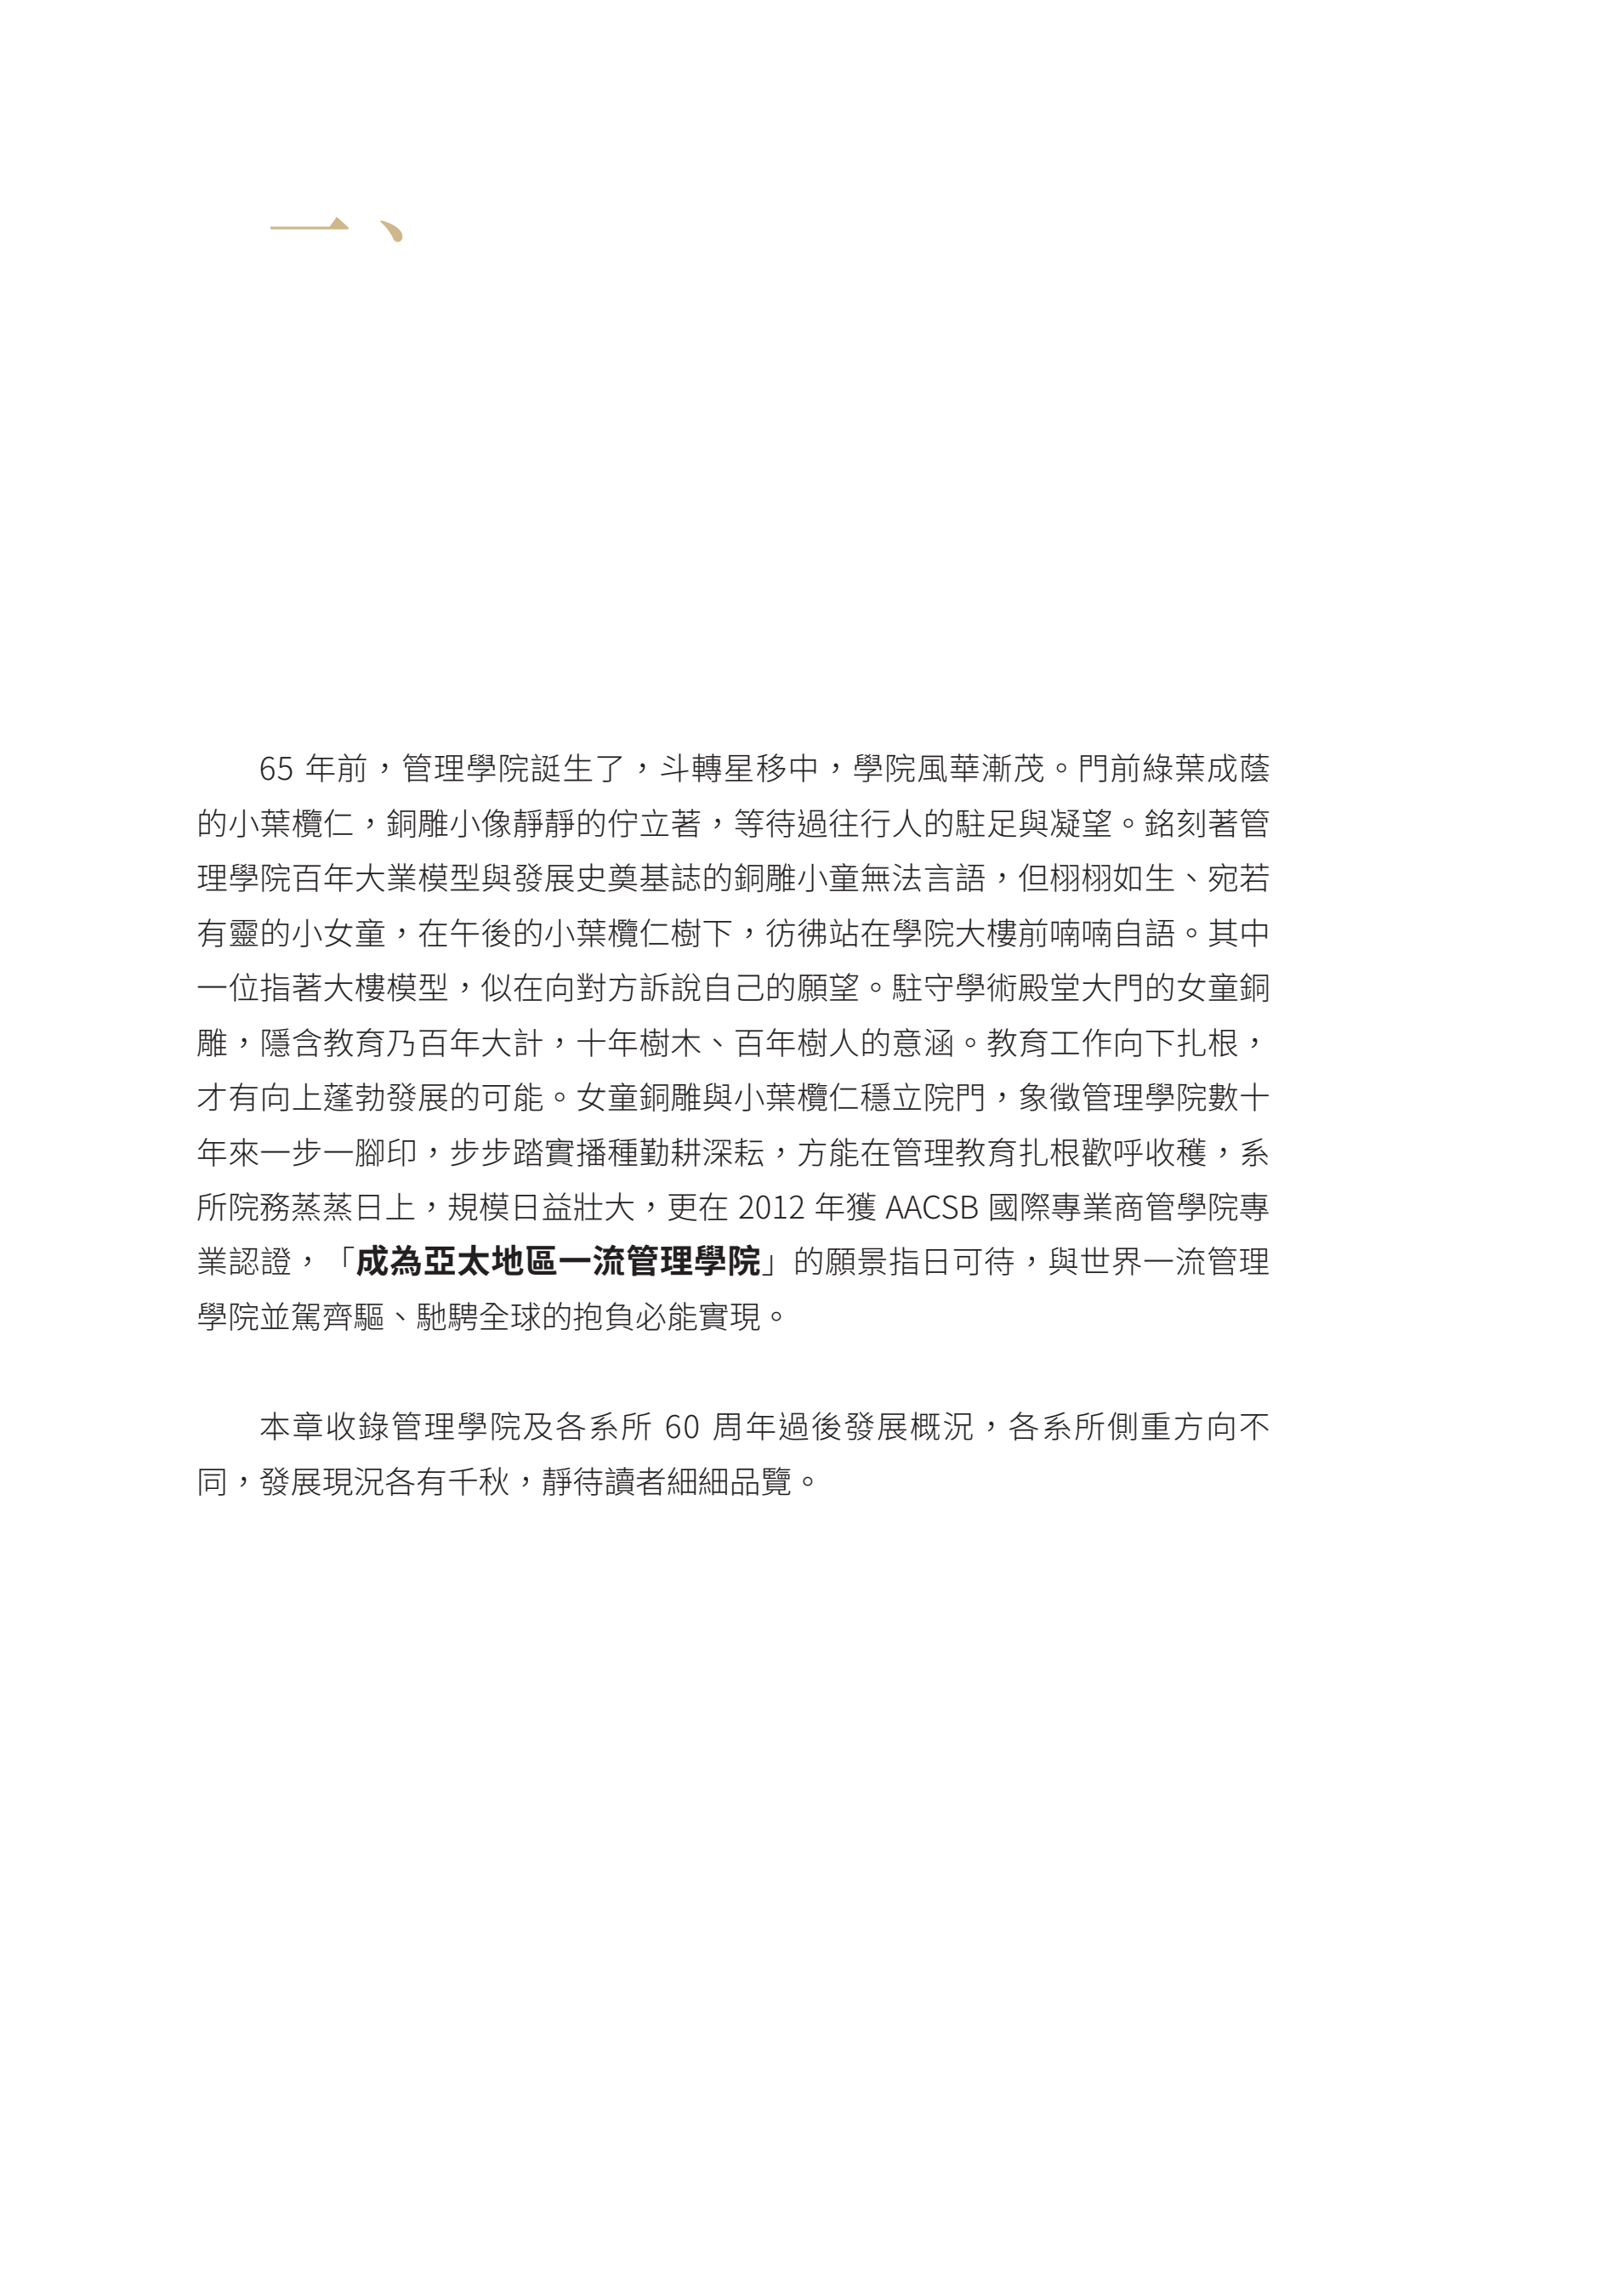 一、
65 年前，管理學院誕生了，斗轉星移中，學院風華漸茂。門前綠葉成蔭
的小葉欖仁，銅雕小像靜靜的佇立著，等待過往行人的駐足與凝望。銘刻著管
理學院百年大業模型與發展史奠基誌的銅雕小童無法言語，但栩栩如生、宛若
有靈的小女童，在午後的小葉欖仁樹下，彷彿站在學院大樓前喃喃自語。其中
一位指著大樓模型，似在向對方訴說自己的願望。駐守學術殿堂大門的女童銅
雕，隱含教育乃百年大計，十年樹木、百年樹人的意涵。教育工作向下扎根，
才有向上蓬勃發展的可能。女童銅雕與小葉欖仁穩立院門，象徵管理學院數十
年來一步一腳印，步步踏實播種勤耕深耘，方能在管理教育扎根歡呼收穫，系
所院務蒸蒸日上，規模日益壯大，更在 2012 年獲 AACSB 國際專業商管學院專
業認證，「成為亞太地區一流管理學院」的願景指日可待，與世界一流管理
學院並駕齊驅、馳騁全球的抱負必能實現。
本章收錄管理學院及各系所 60 周年過後發展概況，各系所側重方向不
同，發展現況各有千秋，靜待讀者細細品覽。